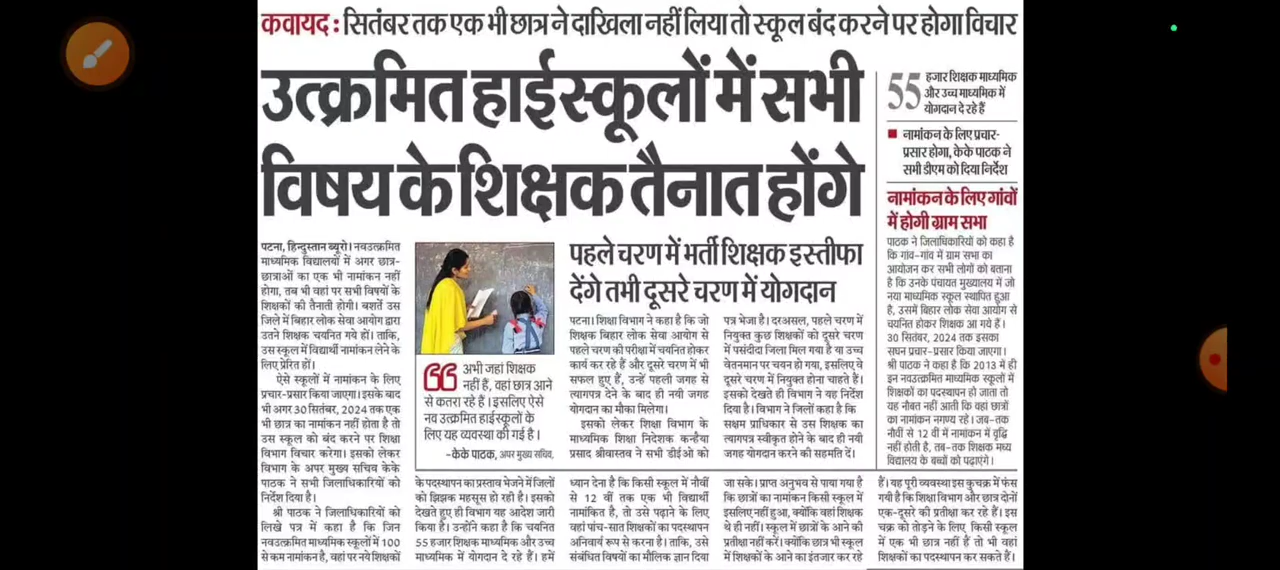 कवायद : सितंबर तक एक भी छात्र ने दाखिला नहीं लिया तो स्कूल बंद करने पर होगा विचार
उत्क्रमित हाईस्कूलों में सभी
विषय के शिक्षक तैनात होंगे
पटना, हिन्दुस्तान ब्यूरो। नवउत्क्रमित
माध्यमिक विद्यालयों में अगर छात्र-
छात्राओं का एक भी नामांकन नहीं
होगा, तब भी वहां पर सभी विषयों के
शिक्षकों की तैनाती होगी। बशर्ते उस
जिले में बिहार लोक सेवा आयोग द्वारा
उतने शिक्षक चयनित गये हों। ताकि,
उस स्कूल में विद्यार्थी नामांकन लेने के
लिए प्रेरित हों।
ऐसे स्कूलों में नामांकन के लिए
प्रचार-प्रसार किया जाएगा। इसके बाद
भी अगर 30 सितंबर, 2024 तक एक
भी छात्र का नामांकन नहीं होता है तो
उस स्कूल को बंद करने पर शिक्षा
विभाग विचार करेगा। इसको लेकर
विभाग के अपर मुख्य सचिव केके
पाठक ने सभी जिलाधिकारियों को
निर्देश दिया है।
श्री पाठक ने जिलाधिकारियों को
लिखे पत्र में कहा है कि जिन
नवउत्क्रमित माध्यमिक स्कूलों में 100
से कम नामांकन है, वहां पर नये शिक्षकों
अभी जहां शिक्षक
नहीं हैं, वहां छात्र आने
से कतरा रहे हैं। इसलिए ऐसे
नव उत्क्रमित हाईस्कूलों के
लिए यह व्यवस्था की गई है।
-केके पाठक, अपर मुख्य सचिव,
के पदस्थापन का प्रस्ताव भेजने में जिलों
को झिझक महसूस हो रही है। इसको
देखते हुए ही विभाग यह आदेश जारी
किया है। उन्होंने कहा है कि चयनित
55 हजार शिक्षक माध्यमिक और उच्च
माध्यमिक में योगदान दे रहे हैं। हमें
ध्यान देना है कि किसी स्कूल में नौवीं
से 12 वीं तक एक भी विद्यार्थी
नामांकित है, तो उसे पढ़ाने के लिए
वहां पांच-सात शिक्षकों का पदस्थापन
अनिवार्य रूप से करना है। ताकि, उसे
संबंधित विषयों का मौलिक ज्ञान दिया
जा सके। प्राप्त अनुभव से पाया गया है
कि छात्रों का नामांकन किसी स्कूल में
इसलिए नहीं हुआ, क्योंकि वहां शिक्षक
थे ही नहीं। स्कूल में छात्रों के आने की
प्रतीक्षा नहीं करें। क्योंकि छात्र भी स्कूल
में शिक्षकों के आने का इंतजार कर रहे
हैं। यह पूरी व्यवस्था इस कुचक्र में फंस
गयी है कि शिक्षा विभाग और छात्र दोनों
एक-दूसरे की प्रतीक्षा कर रहे हैं। इस
चक्र को तोड़ने के लिए किसी स्कूल
में एक भी छात्र नहीं हैं तो भी वहां
शिक्षकों का पदस्थापन कर सकते हैं।
पहले चरण में भर्ती शिक्षक इस्तीफा
देंगे तभी दूसरे चरण में योगदान
पटना। शिक्षा विभाग ने कहा है कि जो
शिक्षक बिहार लोक सेवा आयोग से
पहले चरण की परीक्षा में चयनित होकर
कार्य कर रहे हैं और दूसरे चरण में भी
सफल हुए हैं, उन्हें पहली जगह से
त्यागपत्र देने के बाद ही नयी जगह
योगदान का मौका मिलेगा।
इसको लेकर शिक्षा विभाग के
माध्यमिक शिक्षा निदेशक कन्हैया
प्रसाद श्रीवास्तव ने सभी डीईओ को
पत्र भेजा है। दरअसल, पहले चरण में
नियुक्त कुछ शिक्षकों को दूसरे चरण
में पसंदीदा जिला मिल गया है या उच्च
वेतनमान पर चयन हो गया, इसलिए वे
दूसरे चरण में नियुक्त होना चाहते हैं।
इसको देखते ही विभाग ने यह निर्देश
दिया है। विभाग ने जिलों कहा है कि
सक्षम प्राधिकार से उस शिक्षक का
त्यागपत्र स्वीकृत होने के बाद ही नयी
जगह योगदान करने की सहमति दें।
55 हजार शिक्षक माध्यमिक
और उच्च माध्यमिक में
योगदान दे रहे हैं
नामांकन के लिए प्रचार-
प्रसार होगा, केके पाठक ने
सभी डीएम को दिया निर्देश
नामांकन के लिए गांवों
में होगी ग्राम सभा
पाठक ने जिलाधिकारियों को कहा है
कि गांव-गांव में ग्राम सभा का
आयोजन कर सभी लोगों को बताना
है कि उनके पंचायत मुख्यालय में जो
नया माध्यमिक स्कूल स्थापित हुआ
है, उसमें बिहार लोक सेवा आयोग से
चयनित होकर शिक्षक आ गये हैं।
30 सितंबर, 2024 तक इसका
सघन प्रचार-प्रसार किया जाएगा।
श्री पाठक ने कहा है कि 2013 में ही
इन नवउत्क्रमित माध्यमिक स्कूलों में
शिक्षकों का पदस्थापन हो जाता तो
यह नौबत नहीं आती कि वहां छात्रों
का नामांकन नगण्य रहे। जब-तक
नौवीं से 12 वीं में नामांकन में वृद्धि
नहीं होती है, तब-तक शिक्षक मध्य
विद्यालय के बच्चों को पढ़ाएंगे।